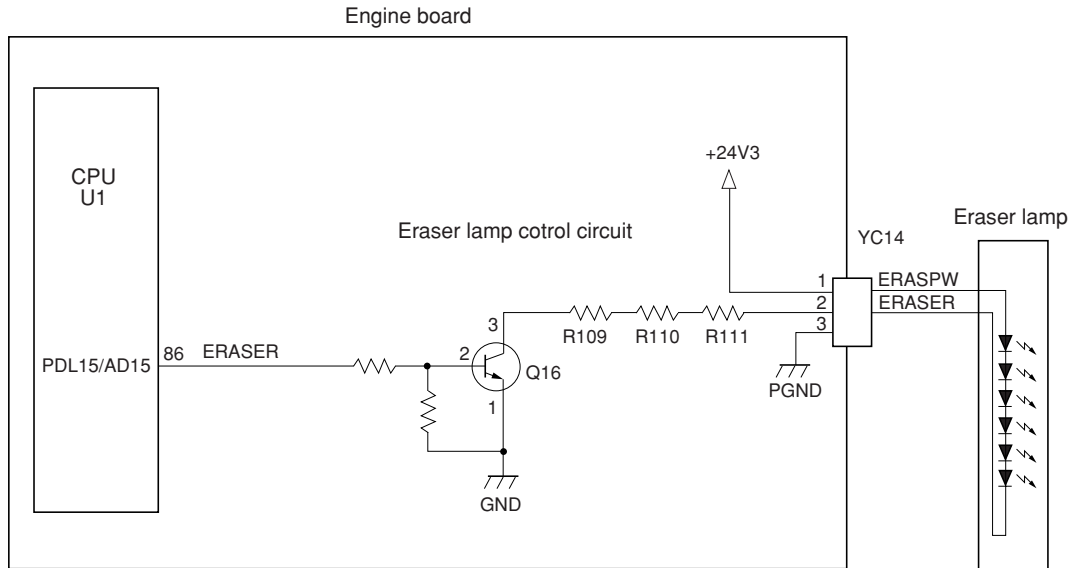 Engine board
CPU
U1
Eraser lamp cotrol circuit
+24V3
YC14
Eraser lamp
1
ERASPW
2
ERASER
3
R109
R110
R111
PGND
PDL15/AD15
86
ERASER
3
2
Q16
1
GND